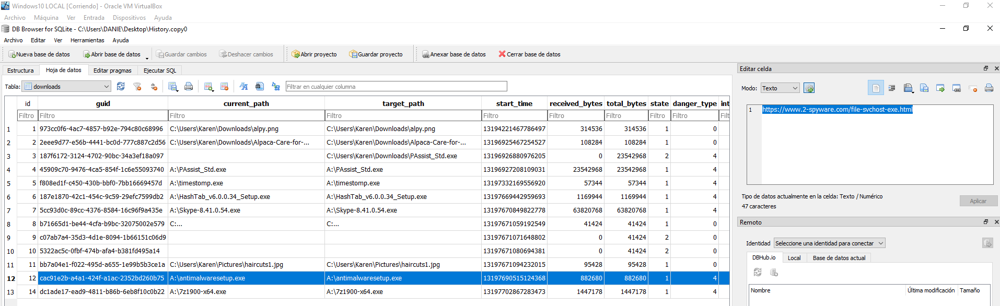 Windows10 LOCAL [Corriendo] - Oracle VM VirtualBox
Archivo Máquina Ver Entrada Dispositivos Ayuda
DB Browser for SQLite - C:\Users\DANIE\Desktop\History.copy0
Archivo Editar Ver Herramientas Ayuda
Nueva base de datos Abrir base de datos Guardar cambios Deshacer cambios Abrir proyecto Guardar proyecto Anexar base de datos Cerrar base de datos
Estructura Hoja de datos Editar pragmas Ejecutar SQL
Tabla: downloads Filtrar en cualquier columna
id guid current_path target_path start_time received_bytes total_bytes state danger_type int
Filtro Filtro Filtro Filtro Filtro Filtro Filtro Filtro Filtro Filt
1 1 973cc0f6-4ac7-4857-b92e-794c80c68996 C:\Users\Karen\Downloads\alpy.png C:\Users\Karen\Downloads\alpy.png 13194221467786497 314536 314536 1 0
2 2 2eee9d77-e56b-4441-bc0d-777c887c2d56 C:\Users\Karen\Downloads\Alpaca-Care-for-... C:\Users\Karen\Downloads\Alpaca-Care-for-... 13196925467254527 108284 108284 1 0
3 3 187f6172-3124-4702-90bc-34a3ef18a097 C:\Users\Karen\Downloads\PAssist_Std.exe 13196926880976205 0 23542968 2 4
4 4 45909c70-9476-4ca5-854f-1c6e55093740 A:\PAssist_Std.exe A:\PAssist_Std.exe 13196927208109031 23542968 23542968 1 4
5 5 f808ed1f-c450-430b-bbf0-7bb16669457d A:\timestomp.exe A:\timestomp.exe 13197332169556920 57344 57344 1 4
6 6 187e1870-42c1-454c-9c59-29efc7599db2 A:\HashTab_v6.0.0.34_Setup.exe A:\HashTab_v6.0.0.34_Setup.exe 13197669442959693 1169944 1169944 1 4
7 7 5cc93d0c-89cc-4376-8584-16c96f9a435e A:\Skype-8.41.0.54.exe A:\Skype-8.41.0.54.exe 13197670849822778 63820768 63820768 1 4
8 8 b71665d1-be44-4cfa-b9bc-32075002e579 C:... C:... 13197671059192549 41424 41424 1 0
9 9 c07ab7a4-35d3-4d1e-8094-1b66151c06d9 13197671071648802 0 41424 2 0
10 10 5322ac5c-0fbf-474b-afa4-b381fd495a14 13197671080694381 0 41424 2 0
11 11 bb7a04e1-f022-495d-a655-1e99b5b3ce1a C:\Users\Karen\Pictures\haircuts1.jpg C:\Users\Karen\Pictures\haircuts1.jpg 13197671094232015 95428 95428 1 0
12 12 cac91e2b-a4a1-424f-a1ac-2352bd260b75 A:\antimalwaresetup.exe A:\antimalwaresetup.exe 13197690515124368 882680 882680 1 4
13 14 dc1ade17-ead9-4811-b86b-6eb8f10c0b22 A:\7z1900-x64.exe A:\7z1900-x64.exe 13197702867283473 1447178 1447178 1 4
Editar celda
Modo: Texto
1 https://www.2-spyware.com/file-svchost-exe.html
Tipo de datos actualmente en la celda: Texto / Numérico
47 caracteres
Aplicar
Remoto
Identidad Seleccione una identidad para conectar
DBHub.io Local Base de datos actual
Nombre Última modificación Tamaño